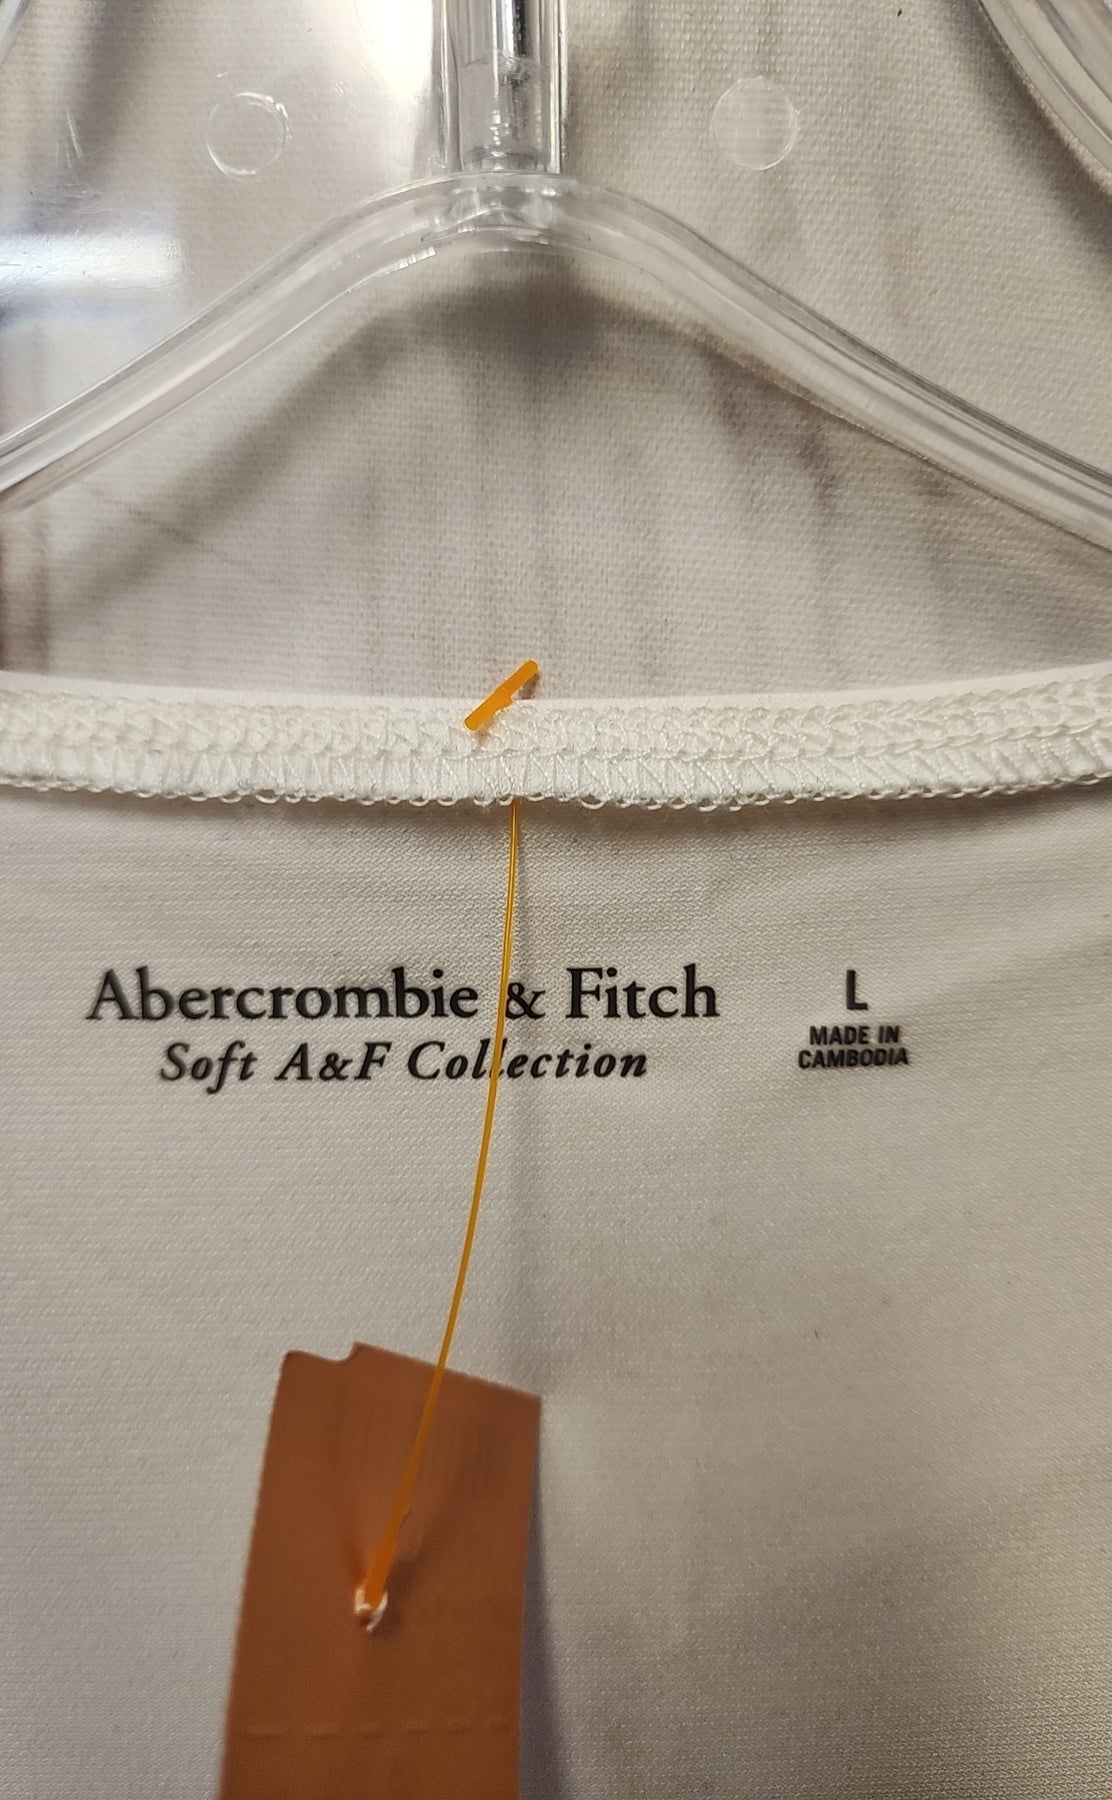 Abercrombie & Fitch
Soft A&F Collection
L
MADE IN
CAMBODIA